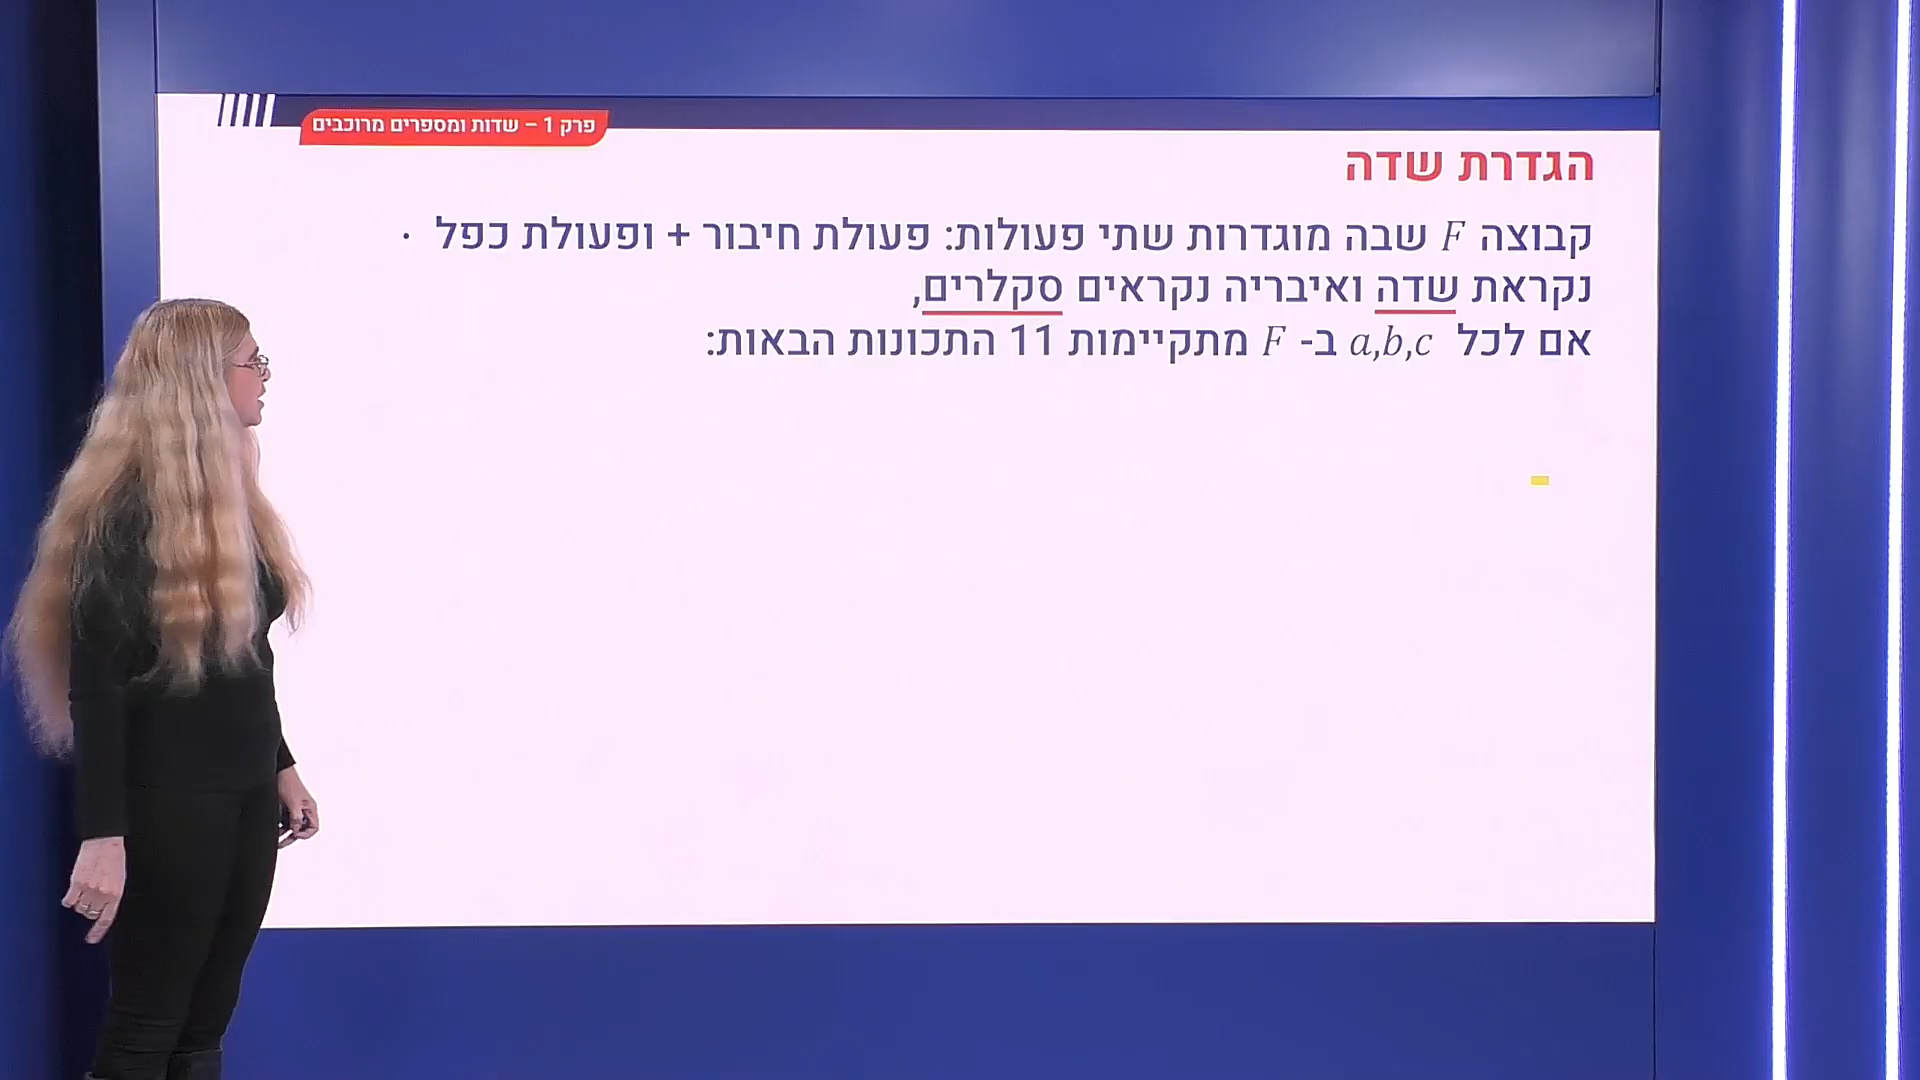 פרק 1 – שדות ומספרים מרוכבים
הגדרת שדה
קבוצה F שבה מוגדרות שתי פעולות: פעולת חיבור + ופעולת כפל ·
נקראת שדה ואיבריה נקראים סקלרים,
אם לכל a,b,c ב- F מתקיימות 11 התכונות הבאות: